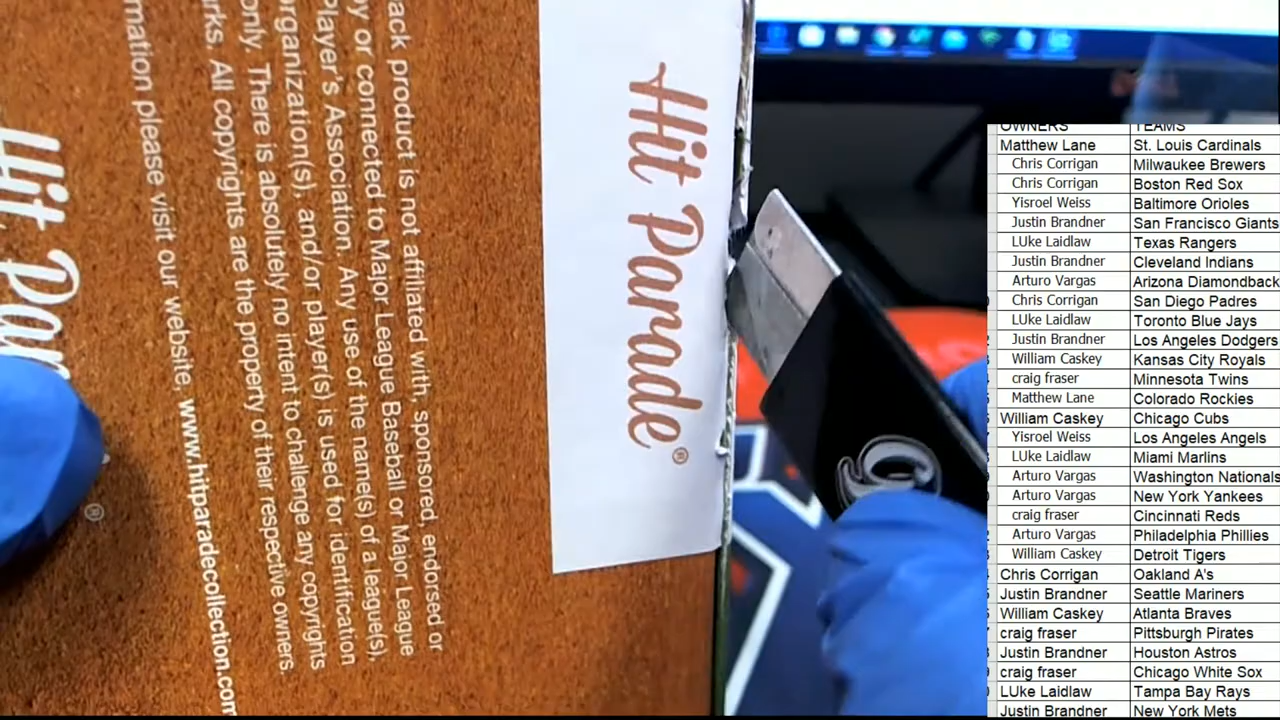 ack product is not affiliated with, sponsored, endorsed or
by or connected to Major League Baseball or Major League
Player's Association. Any use of the name(s) of a league(s),
organization(s), and/or player(s) is used for identification
only. There is absolutely no intent to challenge any copyrights
rks. All copyrights are the property of their respective owners.
mation please visit our website, www.hitparadecollection.com
Hit Par
®
Hit Parade®
OWNERS TEAMS
Matthew Lane St. Louis Cardinals
Chris Corrigan Milwaukee Brewers
Chris Corrigan Boston Red Sox
Yisroel Weiss Baltimore Orioles
Justin Brandner San Francisco Giants
LUke Laidlaw Texas Rangers
Justin Brandner Cleveland Indians
Arturo Vargas Arizona Diamondback
Chris Corrigan San Diego Padres
LUke Laidlaw Toronto Blue Jays
Justin Brandner Los Angeles Dodgers
William Caskey Kansas City Royals
craig fraser Minnesota Twins
Matthew Lane Colorado Rockies
William Caskey Chicago Cubs
Yisroel Weiss Los Angeles Angels
LUke Laidlaw Miami Marlins
Arturo Vargas Washington Nationals
Arturo Vargas New York Yankees
craig fraser Cincinnati Reds
Arturo Vargas Philadelphia Phillies
William Caskey Detroit Tigers
Chris Corrigan Oakland A's
Justin Brandner Seattle Mariners
William Caskey Atlanta Braves
craig fraser Pittsburgh Pirates
Justin Brandner Houston Astros
craig fraser Chicago White Sox
LUke Laidlaw Tampa Bay Rays
Justin Brandner New York Mets